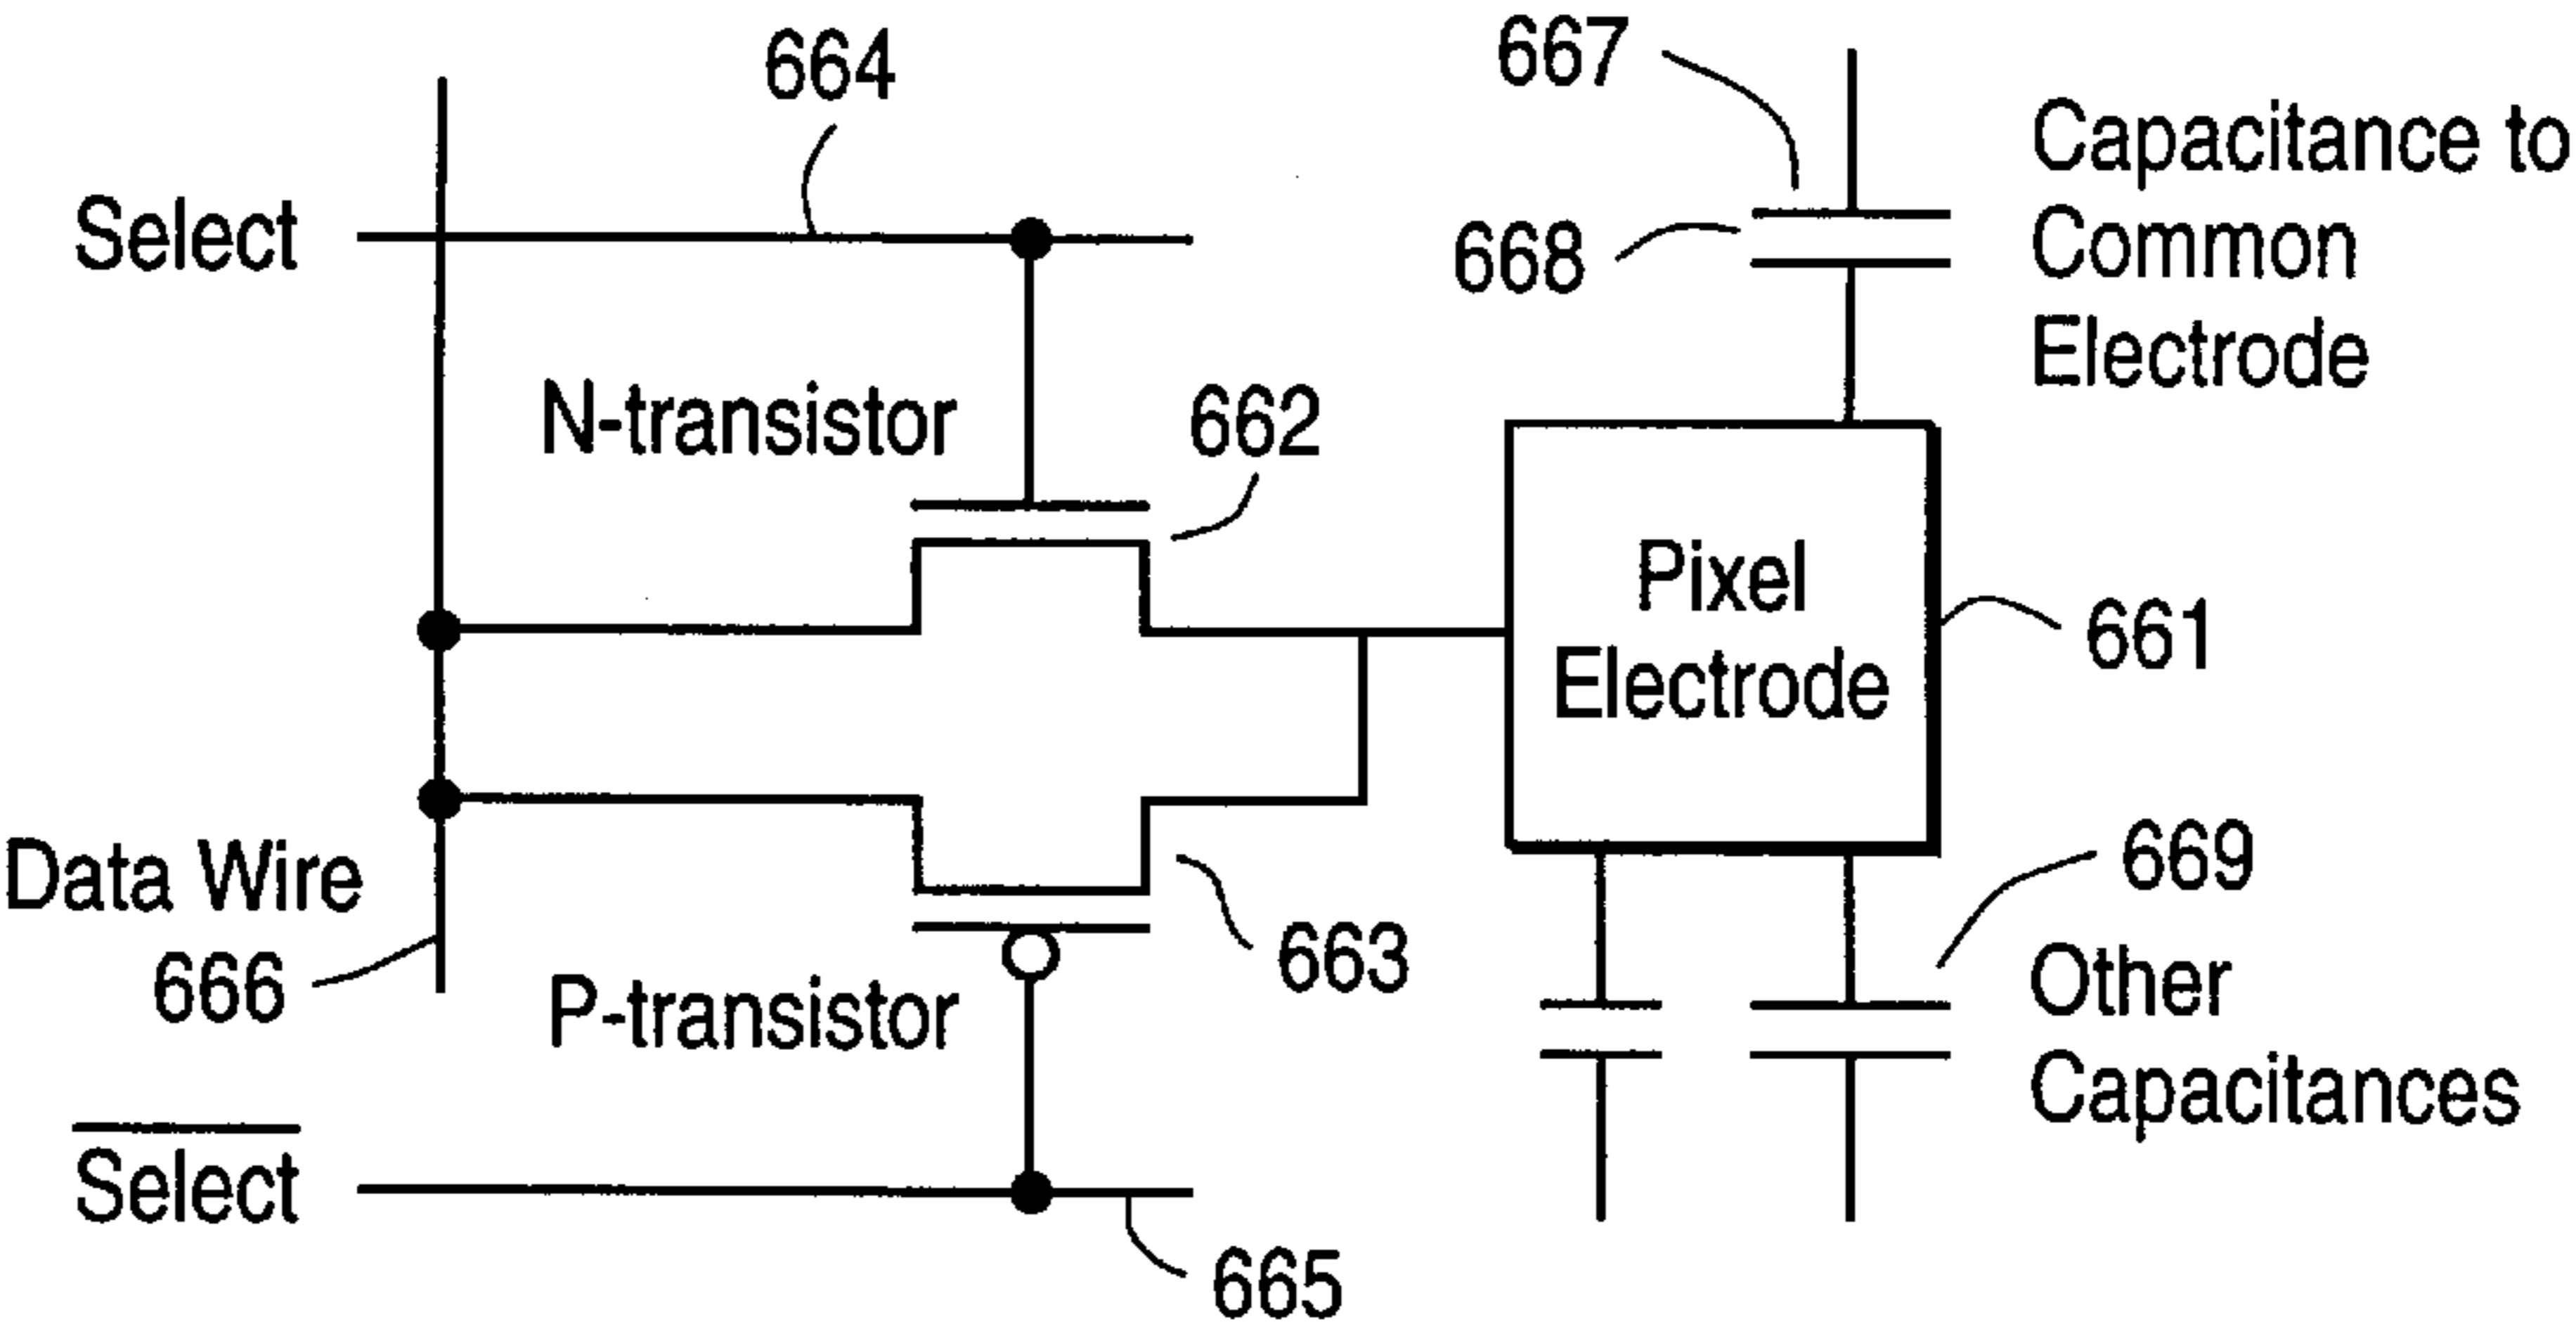 664
667
Capacitance to
Common
Electrode
668
Select
N-transistor
662
Pixel
Electrode
661
Data Wire
666
663
669
Other
Capacitances
P-transistor
Select
665